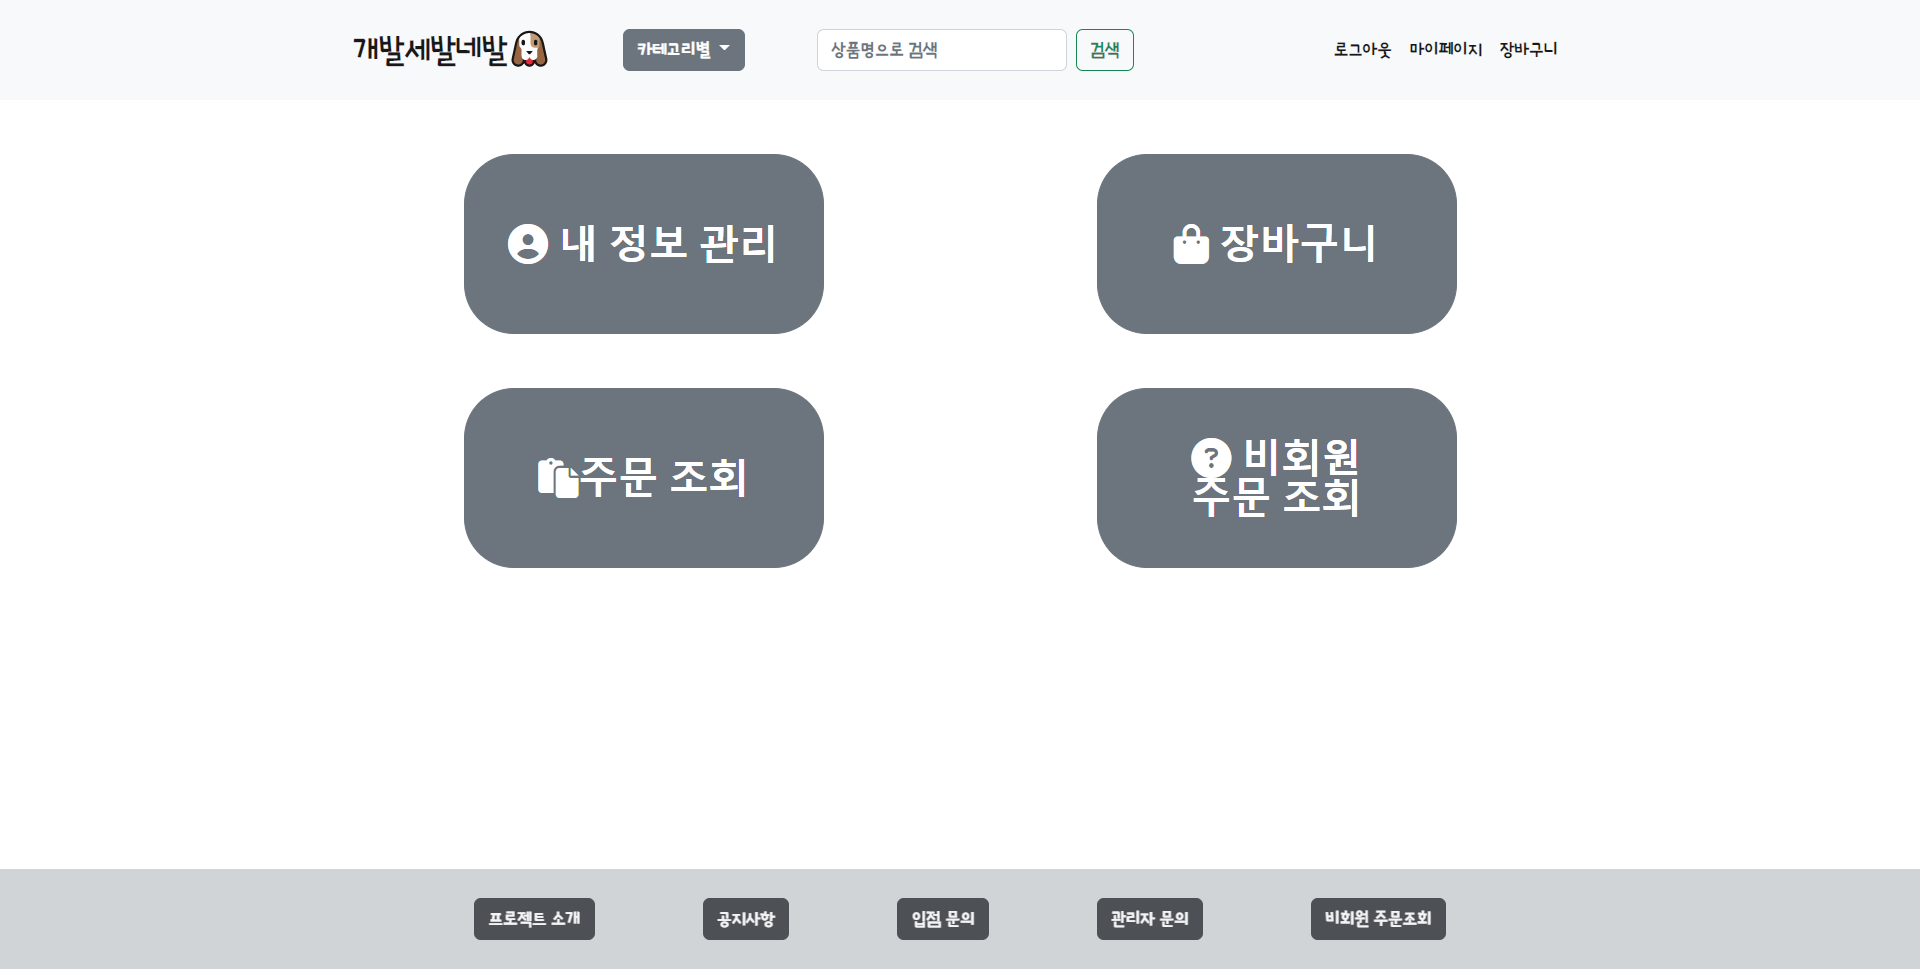 개발세발네발
카테고리별
상품명으로 검색
검색
로그아웃 마이페이지 장바구니
내 정보 관리
장바구니
주문 조회
비회원
주문 조회
프로젝트 소개
공지사항
입점 문의
관리자 문의
비회원 주문조회